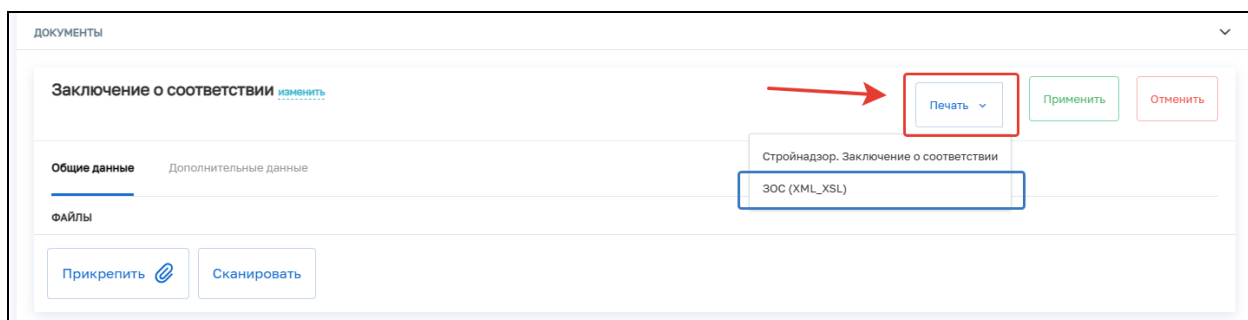 ДОКУМЕНТЫ
Заключение о соответствии изменить
Печать
Применить
Отменить
Стройнадзор. Заключение о соответствии
ЗОС (XML_XSL)
Общие данные
Дополнительные данные
ФАЙЛЫ
Прикрепить
Сканировать